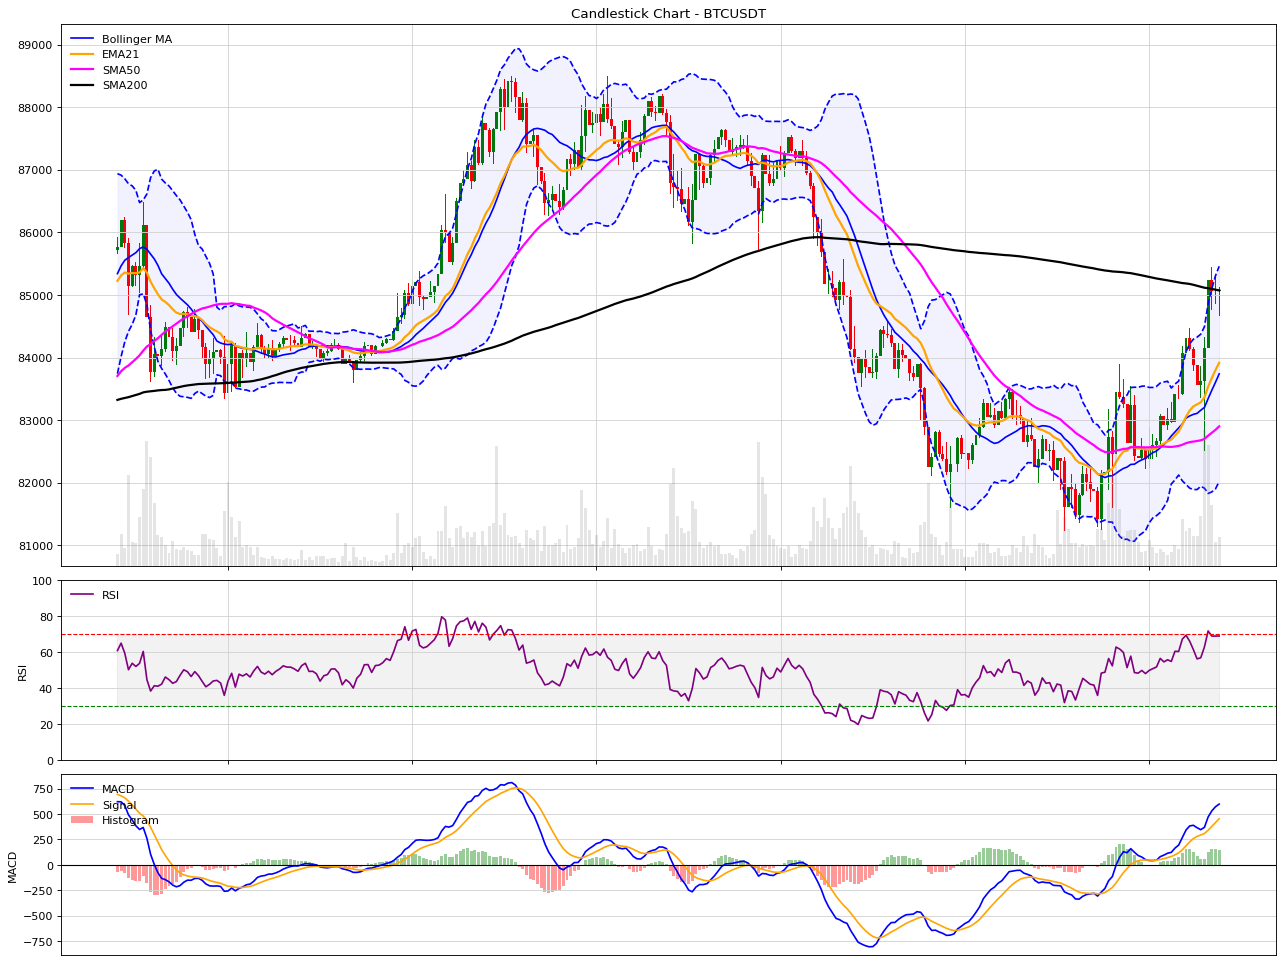 Candlestick Chart - BTCUSDT
Bollinger MA
EMA21
SMA50
SMA200
89000
88000
87000
86000
85000
84000
83000
82000
81000
RSI
100
80
60
40
20
0
RSI
MACD
Signal
Histogram
750
500
250
0
−250
−500
−750
MACD